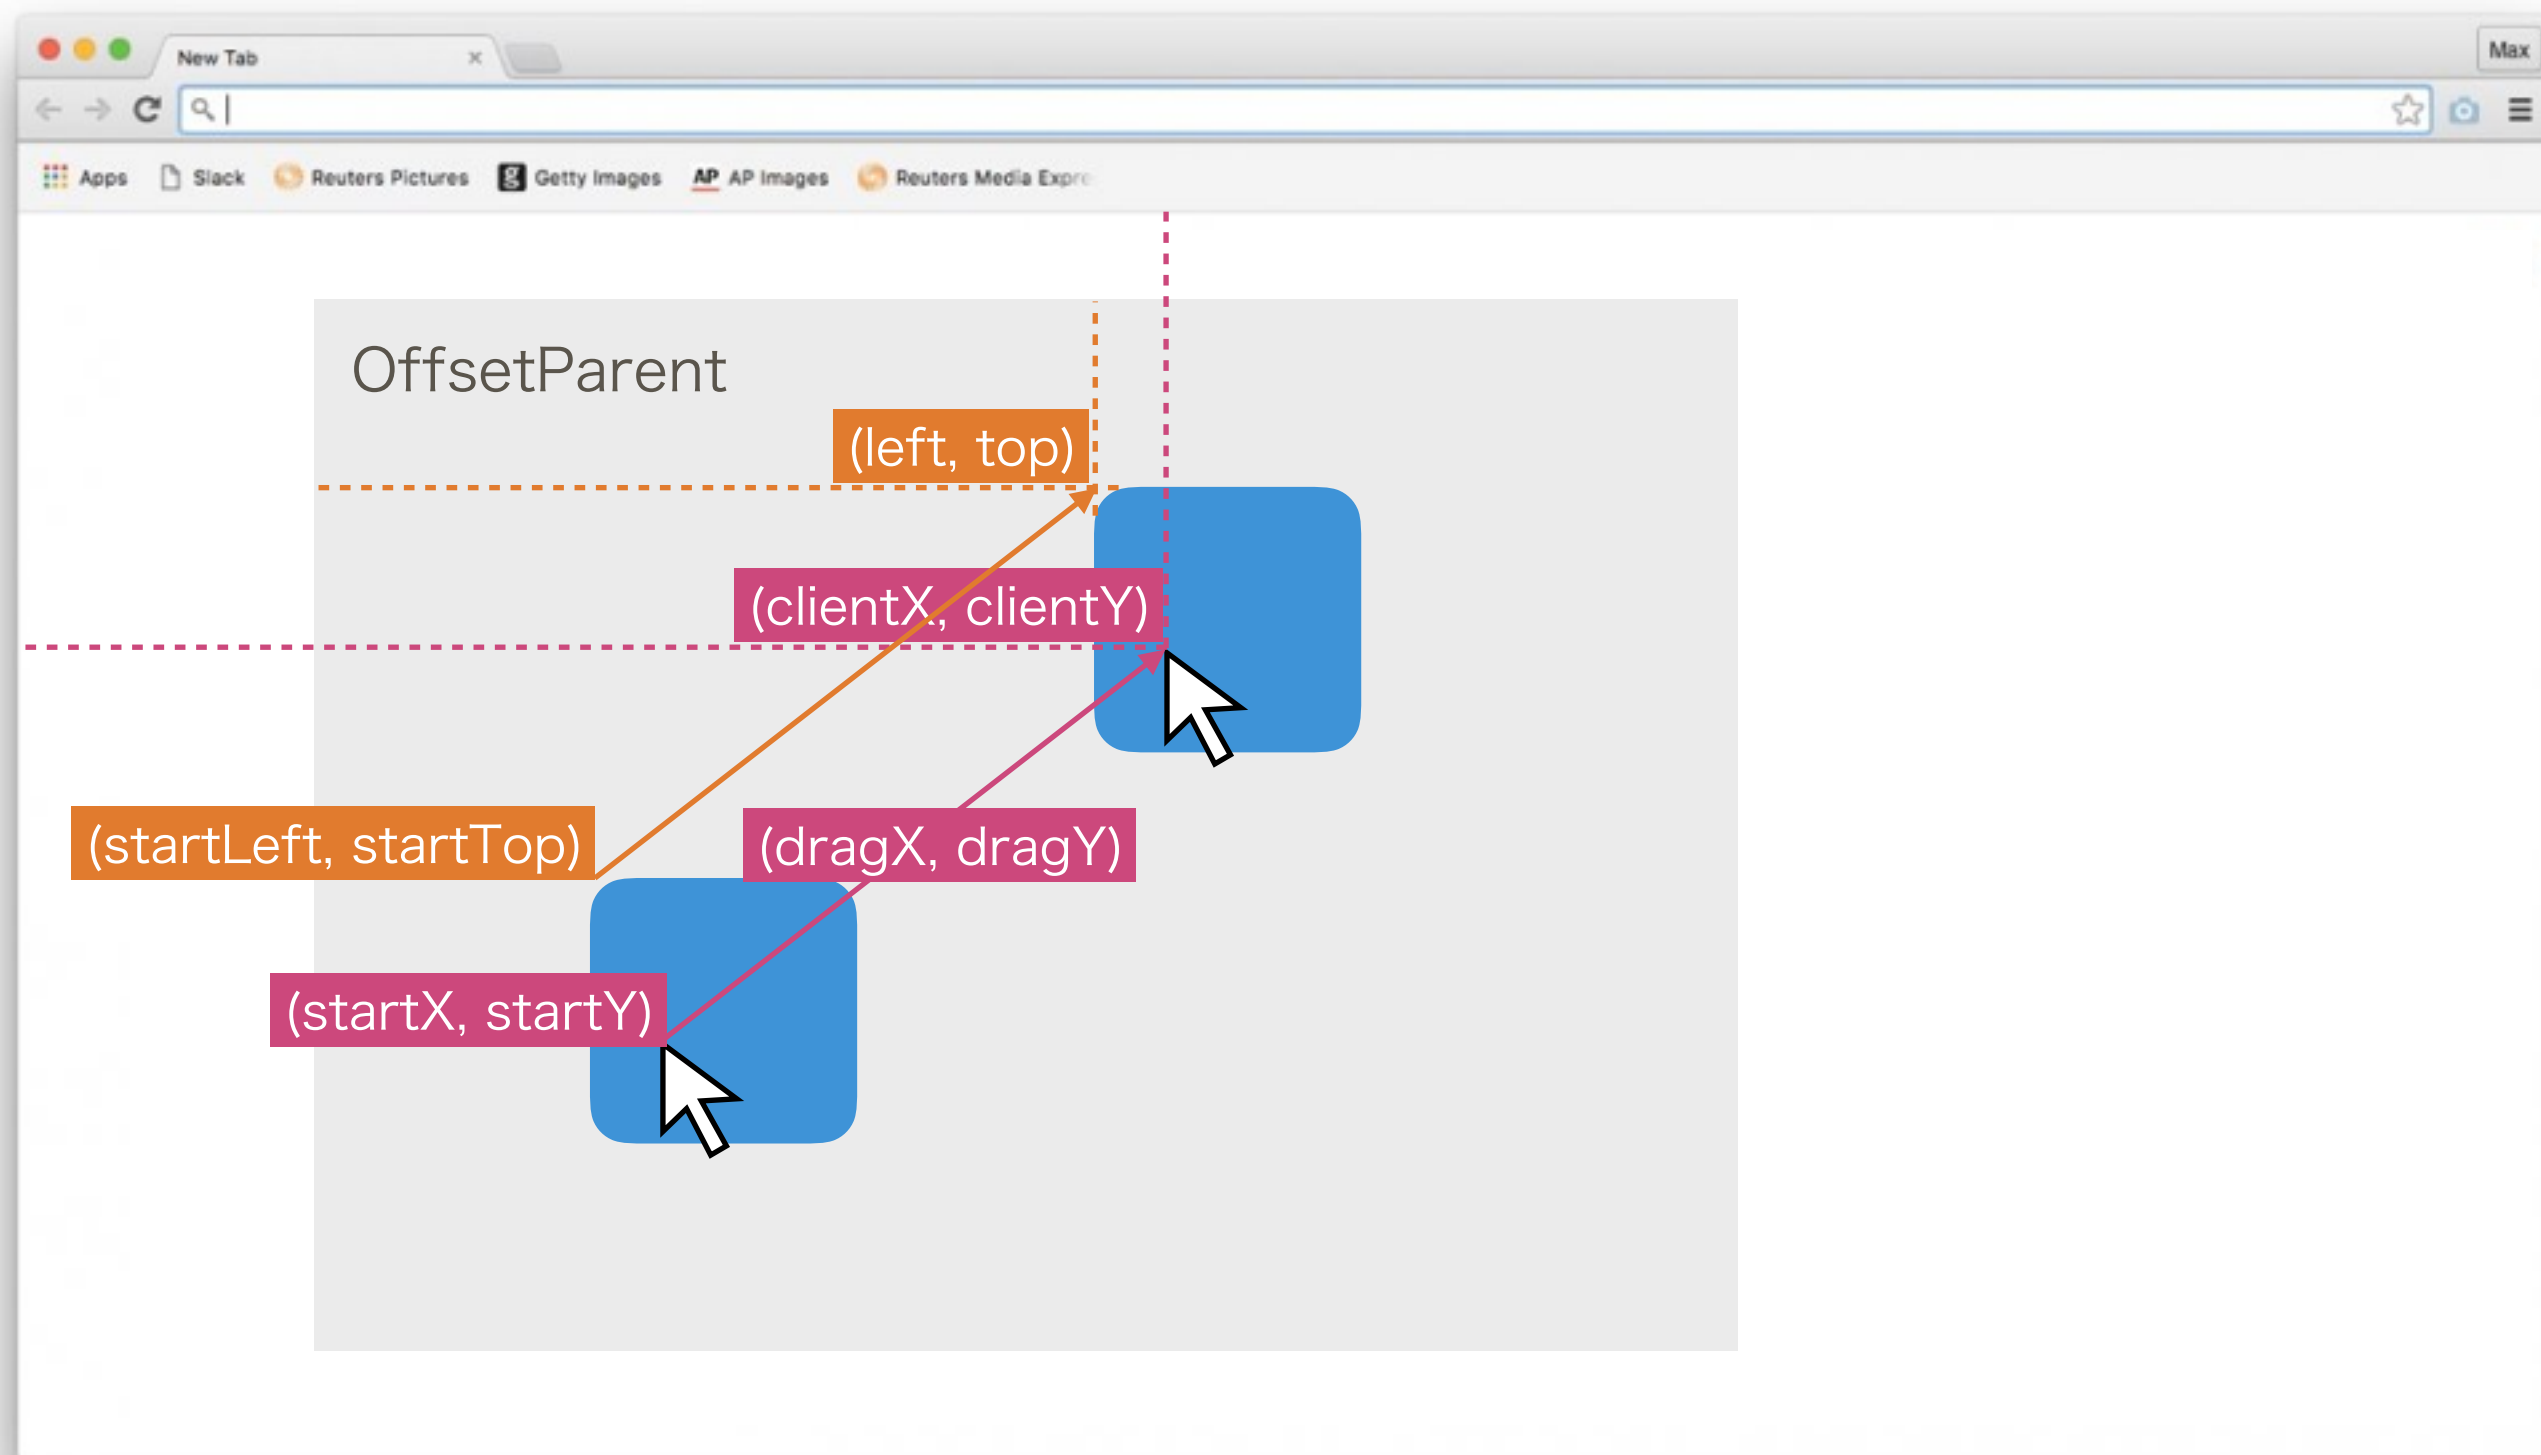 New Tab
Max
Apps Slack Reuters Pictures Getty Images AP AP Images Reuters Media Expre
OffsetParent
(left, top)
(clientX, clientY)
(startLeft, startTop)
(dragX, dragY)
(startX, startY)